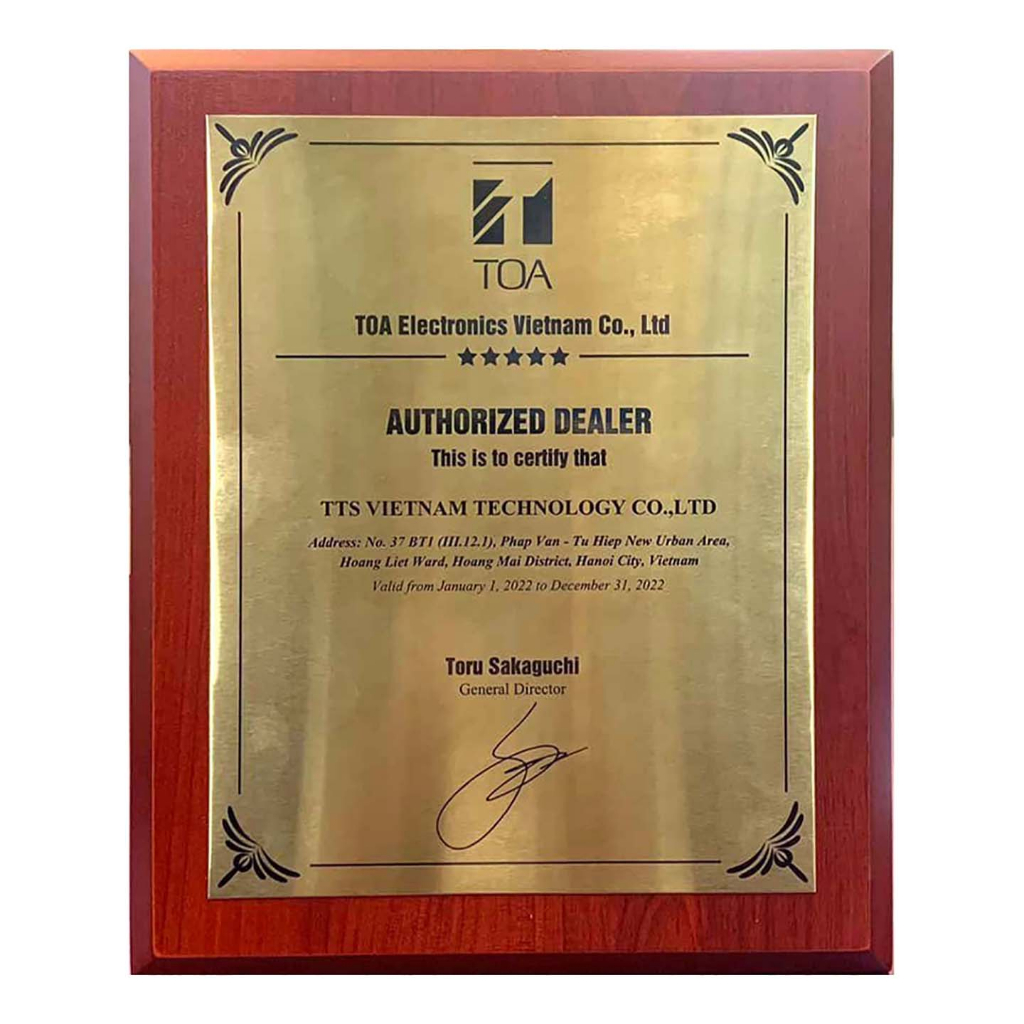 TOA
TOA Electronics Vietnam Co., Ltd
AUTHORIZED DEALER
This is to certify that
TTS VIETNAM TECHNOLOGY CO.,LTD
Address: No. 37 BT1 (III.12.1), Phap Van - Tu Hiep New Urban Area,
Hoang Liet Ward, Hoang Mai District, Hanoi City, Vietnam
Valid from January 1, 2022 to December 31, 2022
Toru Sakaguchi
General Director